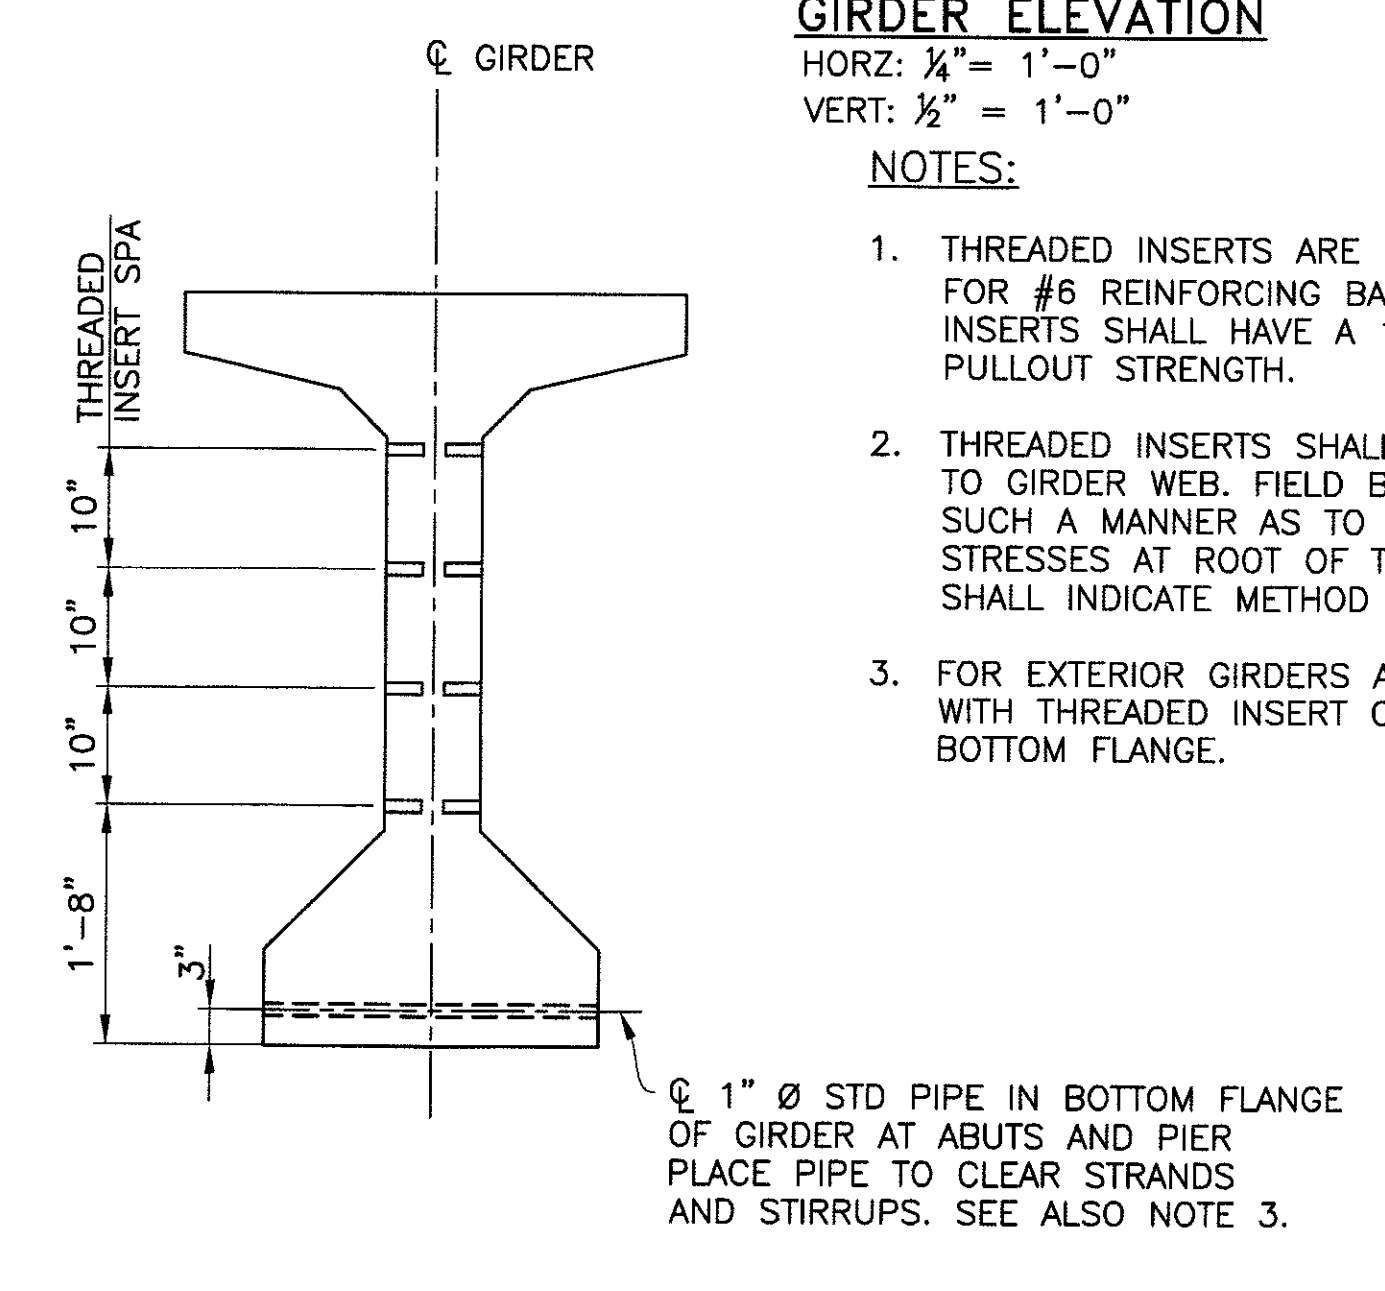 ℄ GIRDER
GIRDER ELEVATION
HORZ: ¼"= 1'-0"
VERT: ½" = 1'-0"
NOTES:
1. THREADED INSERTS ARE
FOR #6 REINFORCING BA
INSERTS SHALL HAVE A
PULLOUT STRENGTH.
2. THREADED INSERTS SHALL
TO GIRDER WEB. FIELD B
SUCH A MANNER AS TO
STRESSES AT ROOT OF T
SHALL INDICATE METHOD
3. FOR EXTERIOR GIRDERS A
WITH THREADED INSERT
BOTTOM FLANGE.
THREADED
INSERT SPA
10"
10"
10"
1'-8"
3"
℄ 1" Ø STD PIPE IN BOTTOM FLANGE
OF GIRDER AT ABUTS AND PIER
PLACE PIPE TO CLEAR STRANDS
AND STIRRUPS. SEE ALSO NOTE 3.